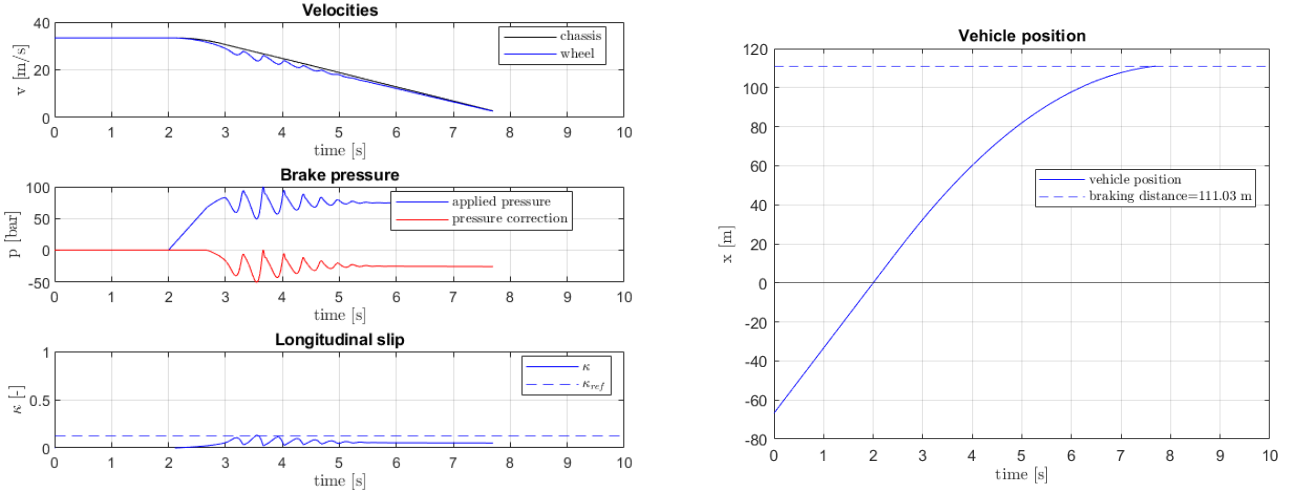 Velocities
40
20
0
v [m/s]
chassis
wheel
0 1 2 3 4 5 6 7 8 9 10
time [s]
Brake pressure
100
50
0
-50
p [bar]
applied pressure
pressure correction
0 1 2 3 4 5 6 7 8 9 10
time [s]
Longitudinal slip
1
0.5
0
κ [-]
κ
κref
0 1 2 3 4 5 6 7 8 9 10
time [s]
Vehicle position
120
100
80
60
40
20
0
-20
-40
-60
-80
x [m]
vehicle position
braking distance=111.03 m
0 1 2 3 4 5 6 7 8 9 10
time [s]